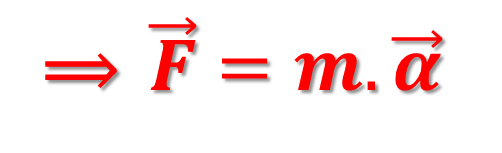 ⇒ F⃗ = m.α⃗